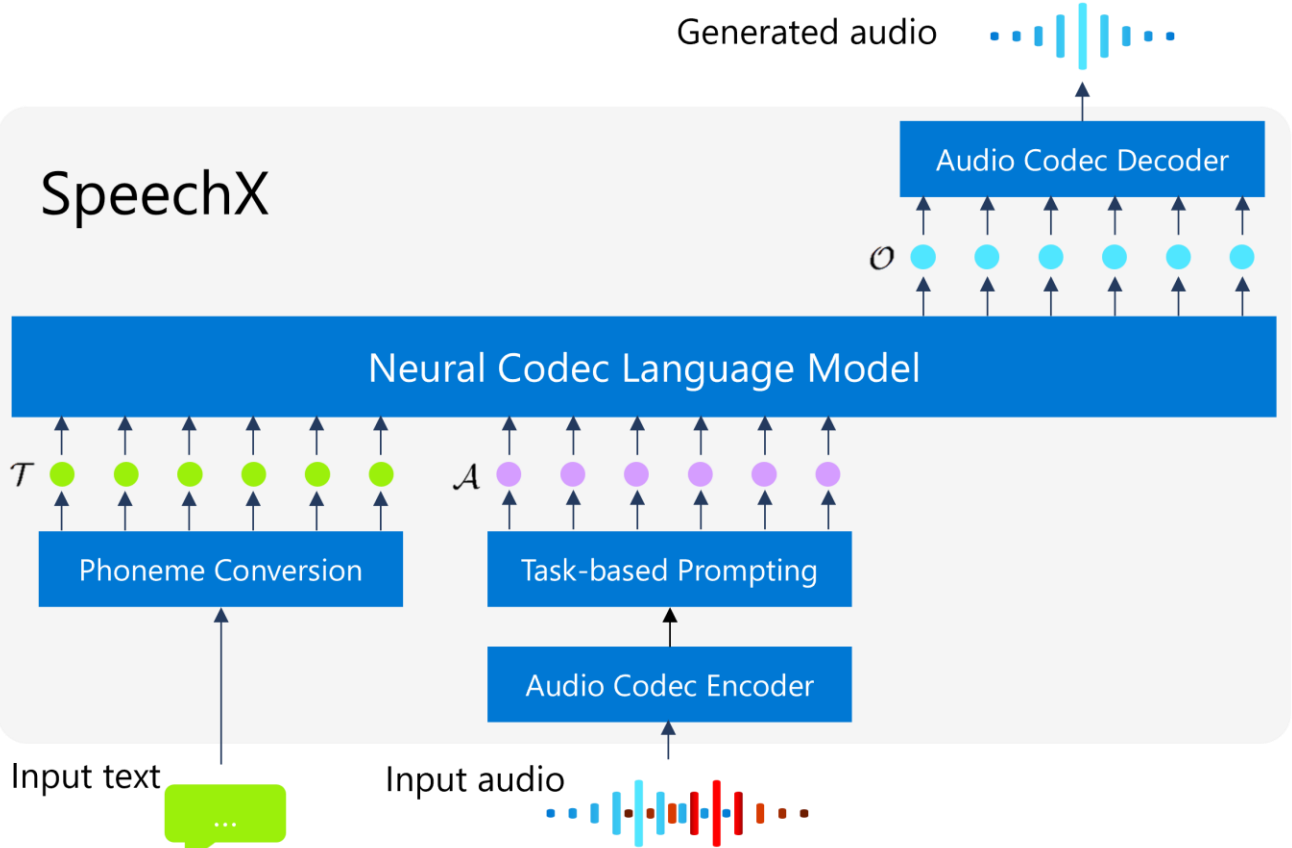 Generated audio
SpeechX
Audio Codec Decoder
𝒪
Neural Codec Language Model
𝒯
𝒜
Phoneme Conversion
Task-based Prompting
Audio Codec Encoder
Input text
Input audio
...